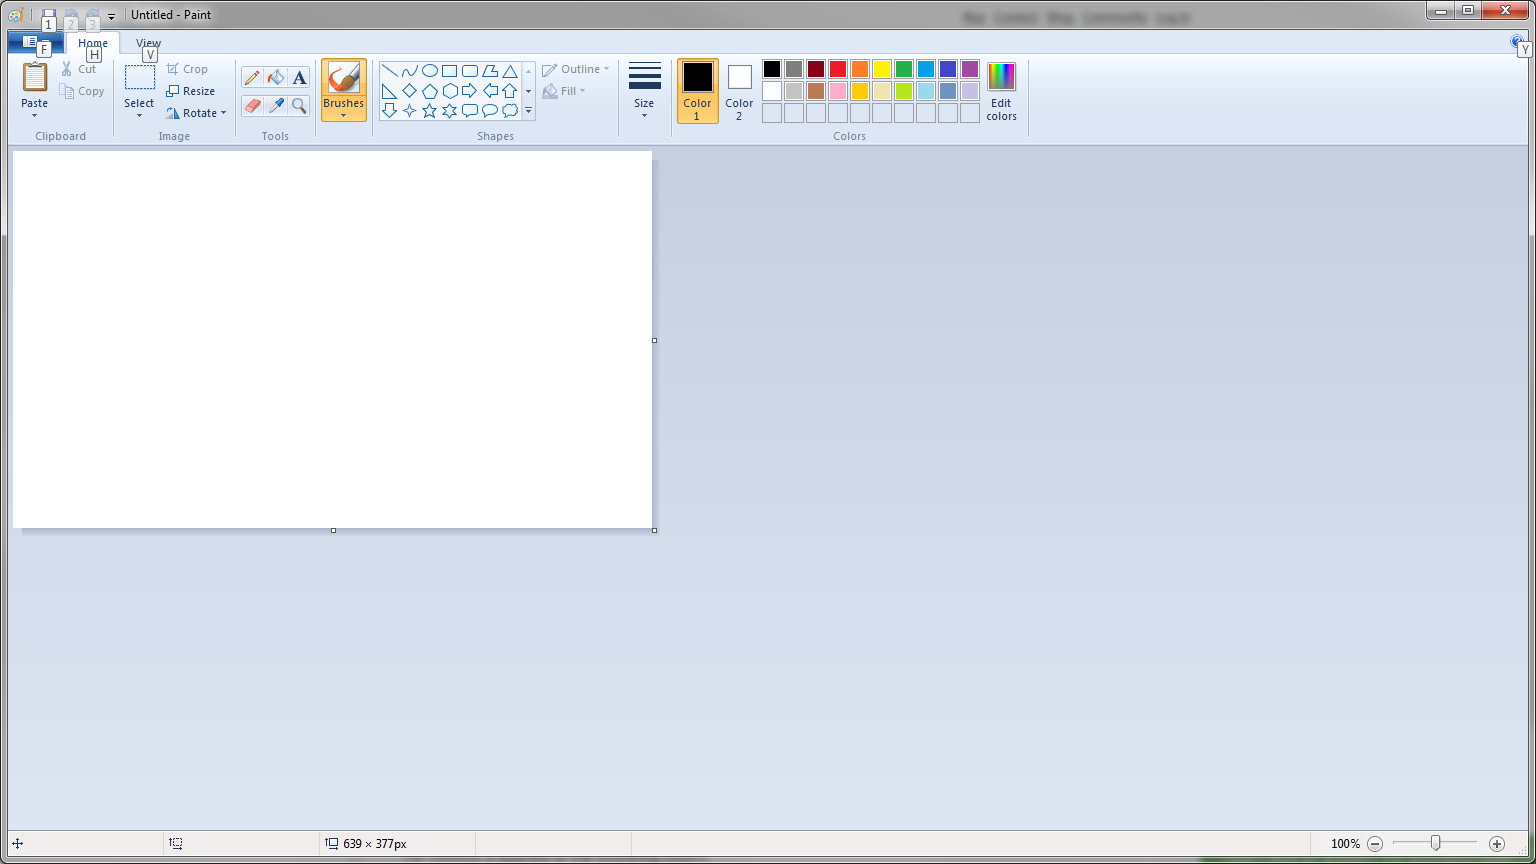 1 2 3 Untitled - Paint
F Home H View V Y
Paste Cut Copy Clipboard
Select Crop Resize Rotate Image
A Tools
Brushes
Shapes Outline Fill
Size
Color 1 Color 2 Edit colors Colors
639 × 377px 100%